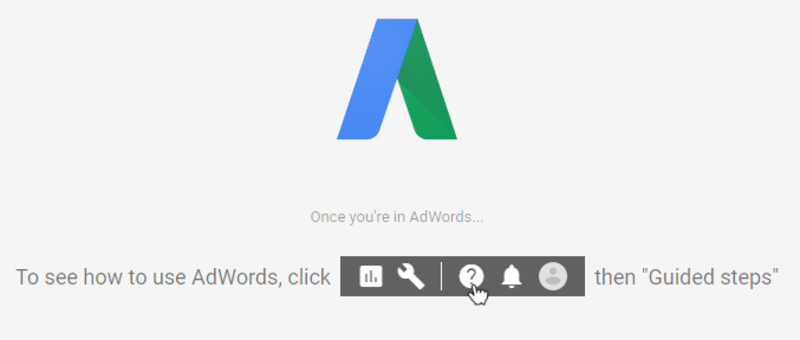 Once you're in AdWords...
To see how to use AdWords, click ? then "Guided steps"